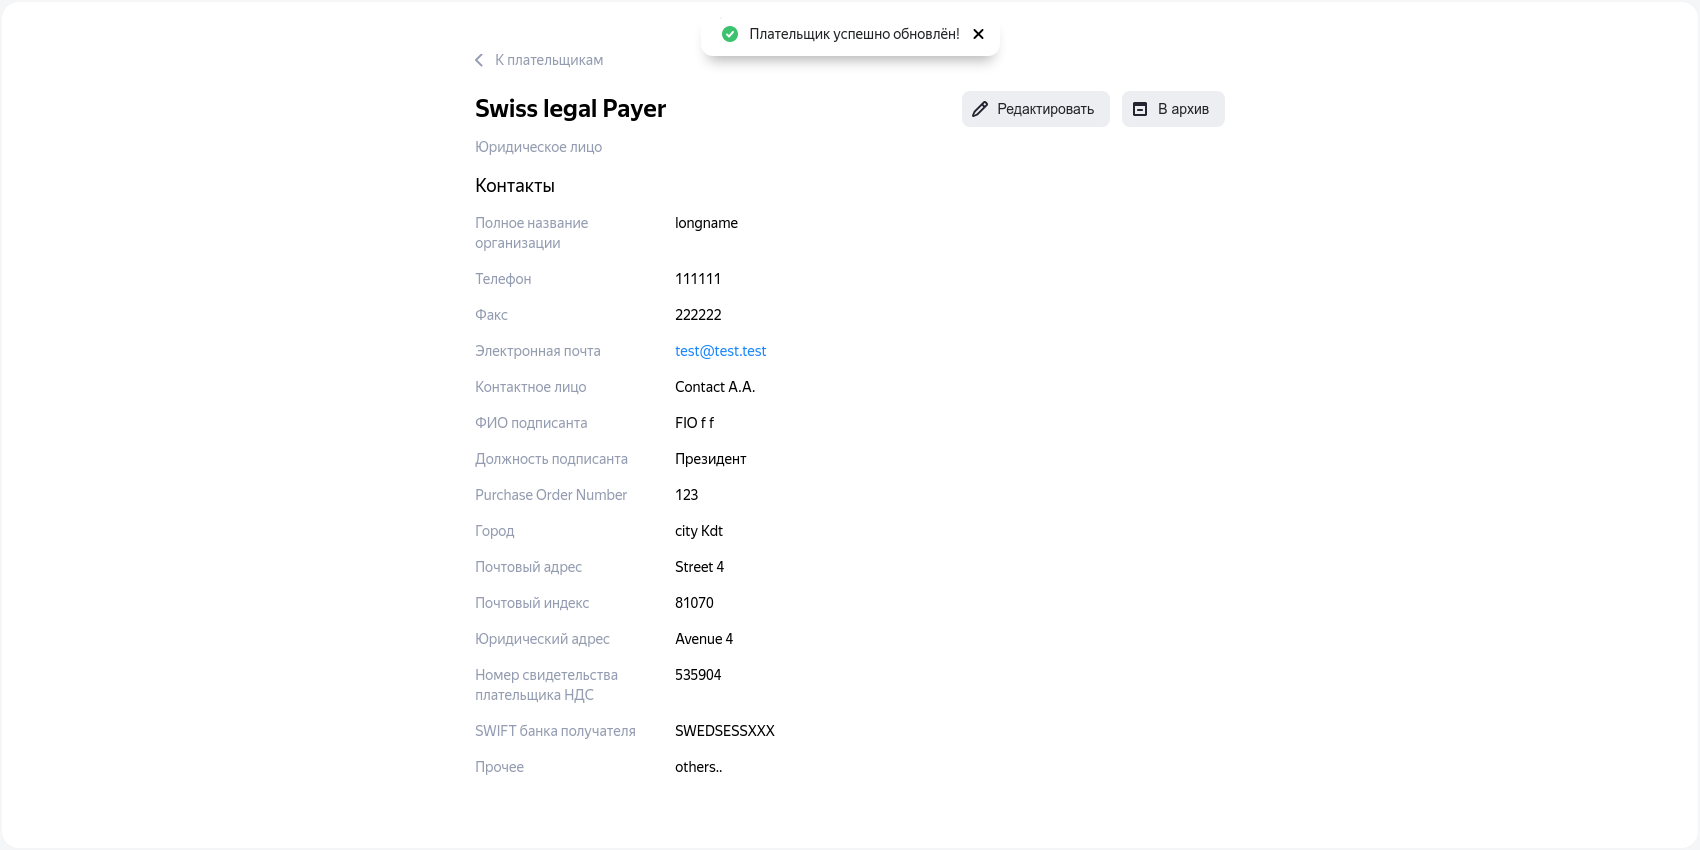 Плательщик успешно обновлён!
К плательщикам
Swiss legal Payer
Редактировать
В архив
Юридическое лицо
Контакты
Полное название longname
организации
Телефон 111111
Факс 222222
Электронная почта test@test.test
Контактное лицо Contact A.A.
ФИО подписанта FIO f f
Должность подписанта Президент
Purchase Order Number 123
Город city Kdt
Почтовый адрес Street 4
Почтовый индекс 81070
Юридический адрес Avenue 4
Номер свидетельства 535904
плательщика НДС
SWIFT банка получателя SWEDSESSXXX
Прочее others..